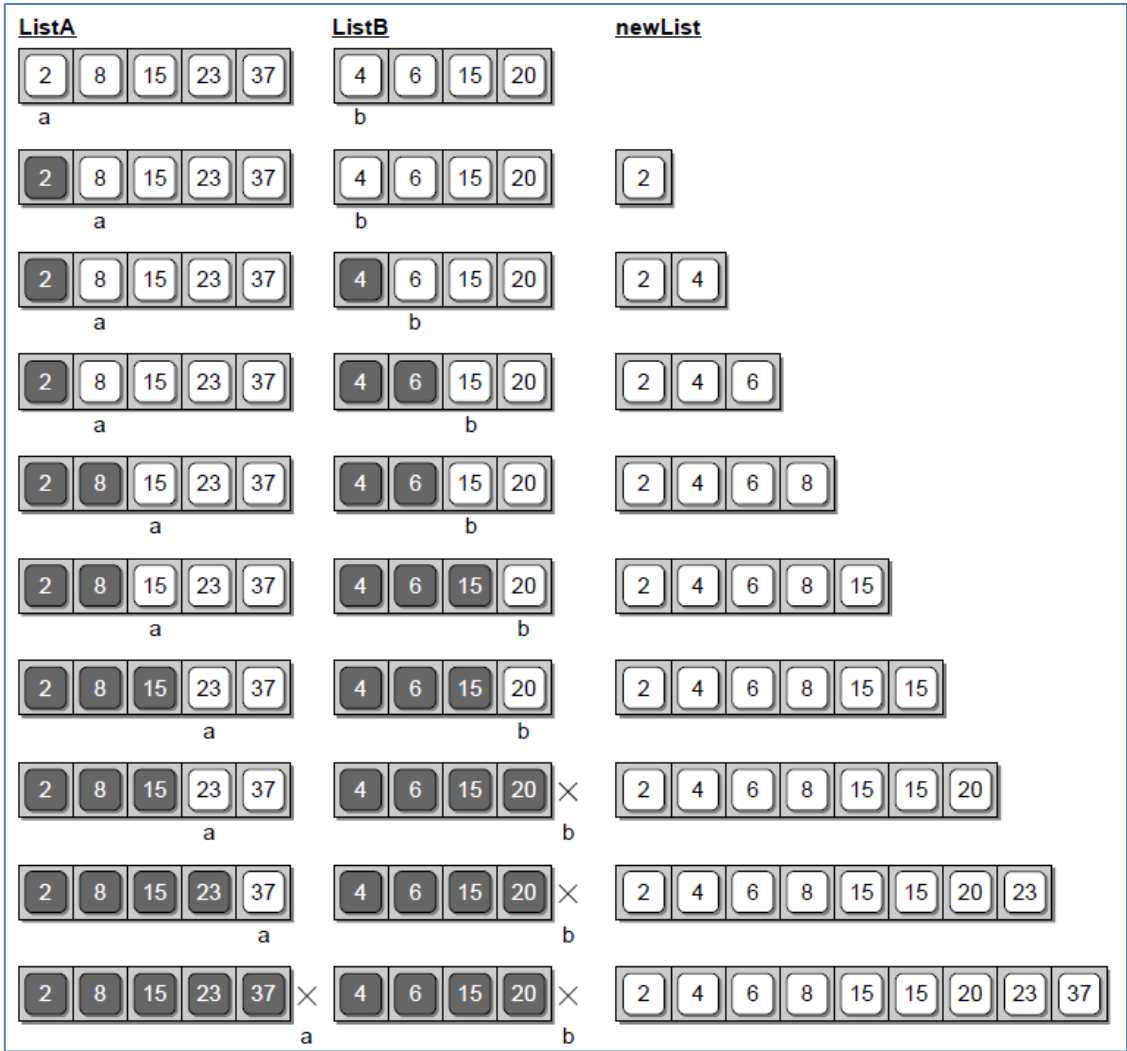 ListA ListB newList
2 8 15 23 37 4 6 15 20
a b
2 8 15 23 37 4 6 15 20 2
a b
2 8 15 23 37 4 6 15 20 2 4
a b
2 8 15 23 37 4 6 15 20 2 4 6
a b
2 8 15 23 37 4 6 15 20 2 4 6 8
a b
2 8 15 23 37 4 6 15 20 2 4 6 8 15
a b
2 8 15 23 37 4 6 15 20 2 4 6 8 15 15
a b
2 8 15 23 37 4 6 15 20 × 2 4 6 8 15 15 20
a b
2 8 15 23 37 4 6 15 20 × 2 4 6 8 15 15 20 23
a b
2 8 15 23 37 × 4 6 15 20 × 2 4 6 8 15 15 20 23 37
a b